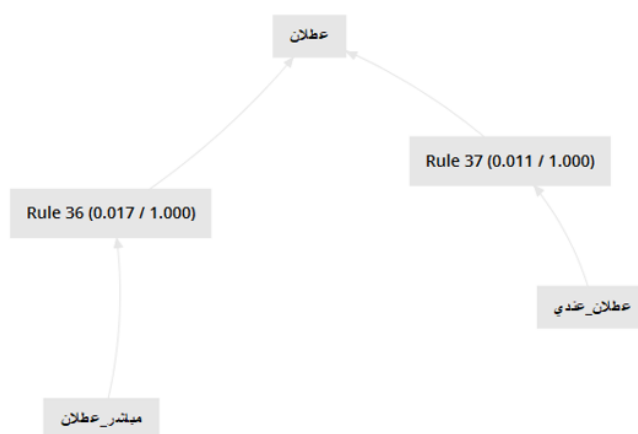 عطلان
Rule 37 (0.011 / 1.000)
Rule 36 (0.017 / 1.000)
عطلان_عندي
مباشر_عطلان